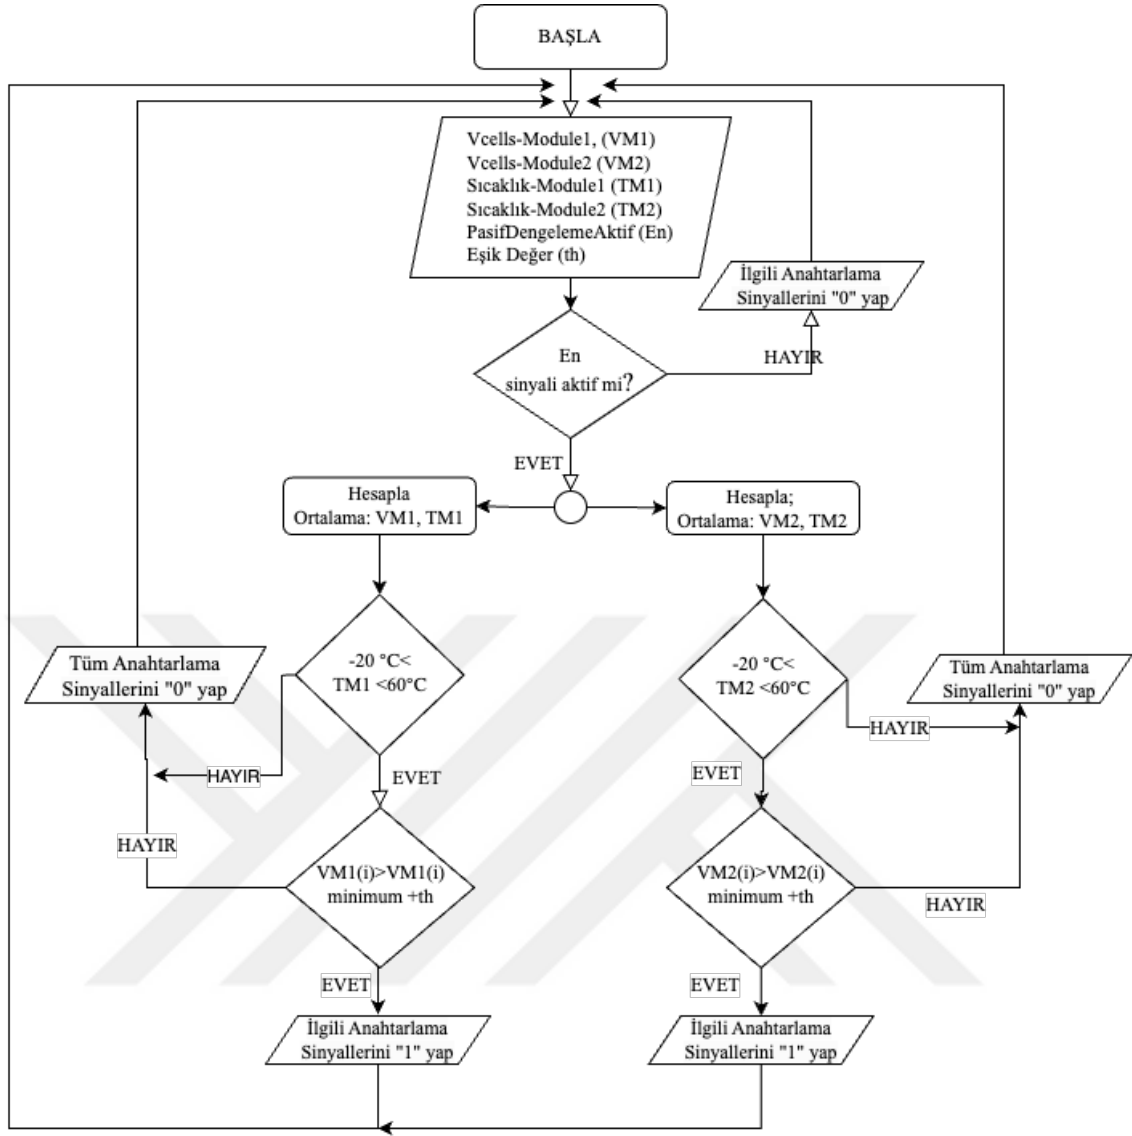 BAŞLA
Vcells-Module1, (VM1)
Vcells-Module2 (VM2)
Sıcaklık-Module1 (TM1)
Sıcaklık-Module2 (TM2)
PasifDengelemeAktif (En)
Eşik Değer (th)
İlgili Anahtarlama
Sinyallerini "0" yap
En
sinyali aktif mi?
HAYIR
EVET
Hesapla
Ortalama: VM1, TM1
Hesapla;
Ortalama: VM2, TM2
Tüm Anahtarlama
Sinyallerini "0" yap
-20 °C<
TM1 <60°C
-20 °C<
TM2 <60°C
Tüm Anahtarlama
Sinyallerini "0" yap
HAYIR
HAYIR
EVET
EVET
HAYIR
VM1(i)>VM1(i)
minimum +th
VM2(i)>VM2(i)
minimum +th
HAYIR
EVET
EVET
İlgili Anahtarlama
Sinyallerini "1" yap
İlgili Anahtarlama
Sinyallerini "1" yap